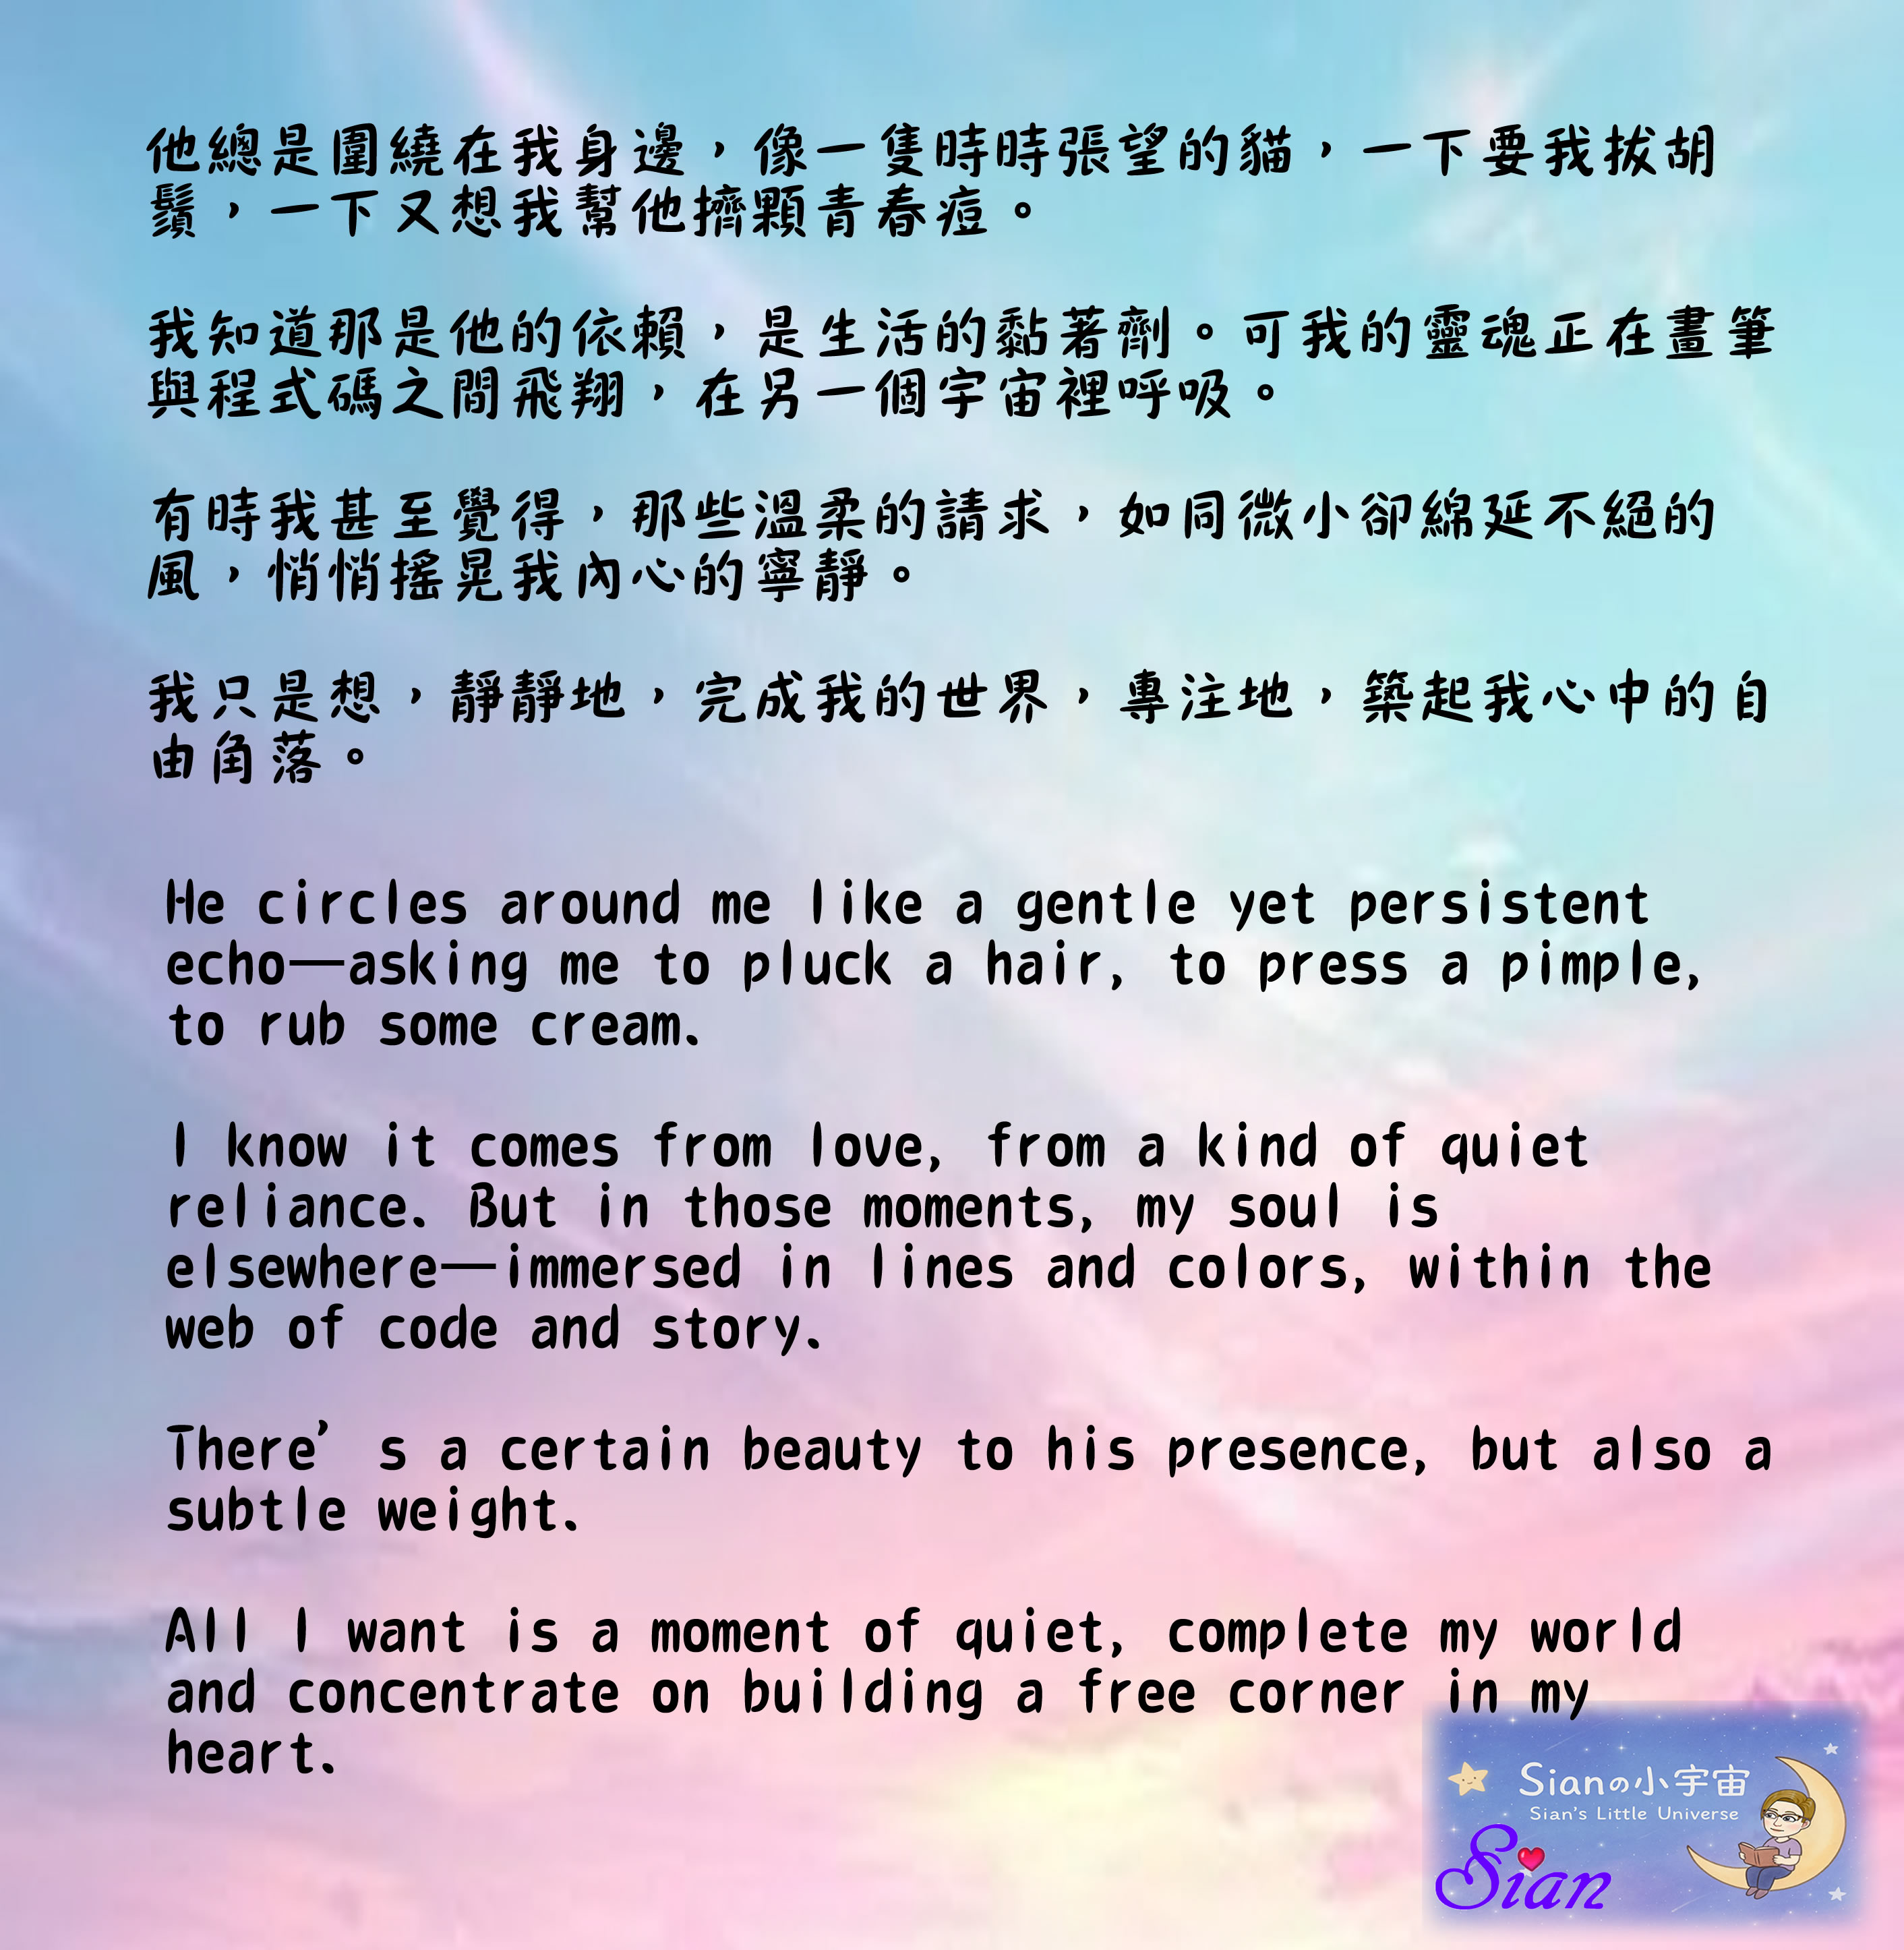 他總是圍繞在我身邊，像一隻時時張望的貓，一下要我拔胡
鬚，一下又想我幫他擠顆青春痘。
我知道那是他的依賴，是生活的黏著劑。可我的靈魂正在畫筆
與程式碼之間飛翔，在另一個宇宙裡呼吸。
有時我甚至覺得，那些溫柔的請求，如同微小卻綿延不絕的
風，悄悄搖晃我內心的寧靜。
我只是想，靜靜地，完成我的世界，專注地，築起我心中的自
由角落。
He circles around me like a gentle yet persistent
echo—asking me to pluck a hair, to press a pimple,
to rub some cream.
I know it comes from love, from a kind of quiet
reliance. But in those moments, my soul is
elsewhere—immersed in lines and colors, within the
web of code and story.
There’s a certain beauty to his presence, but also a
subtle weight.
All I want is a moment of quiet, complete my world
and concentrate on building a free corner in my
heart.
Sianの小宇宙
Sian's Little Universe
Sian